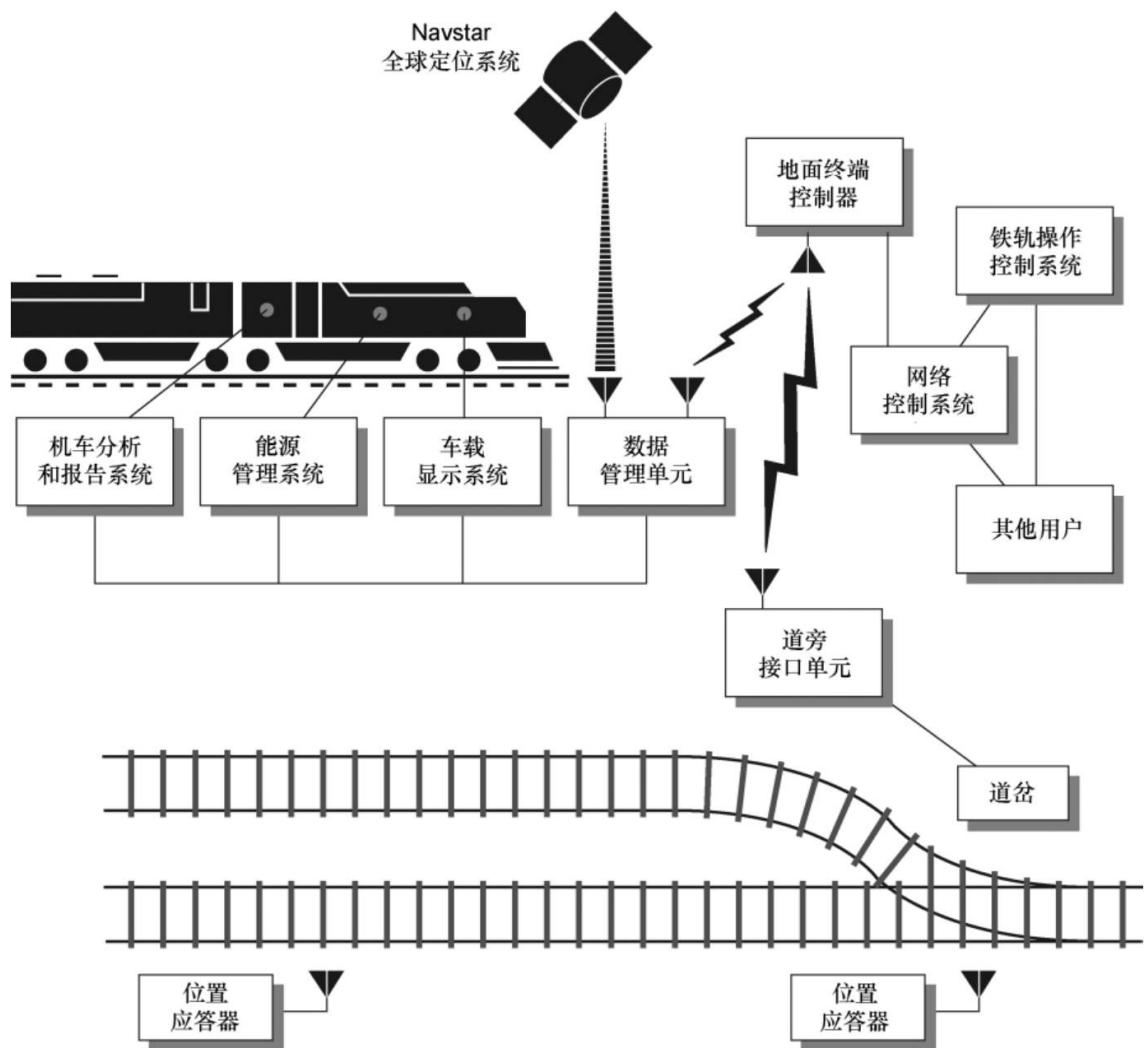 Navstar
全球定位系统
地面终端
控制器
铁轨操作
控制系统
网络
控制系统
机车分析
和报告系统
能源
管理系统
车载
显示系统
数据
管理单元
其他用户
道旁
接口单元
道岔
位置
应答器
位置
应答器